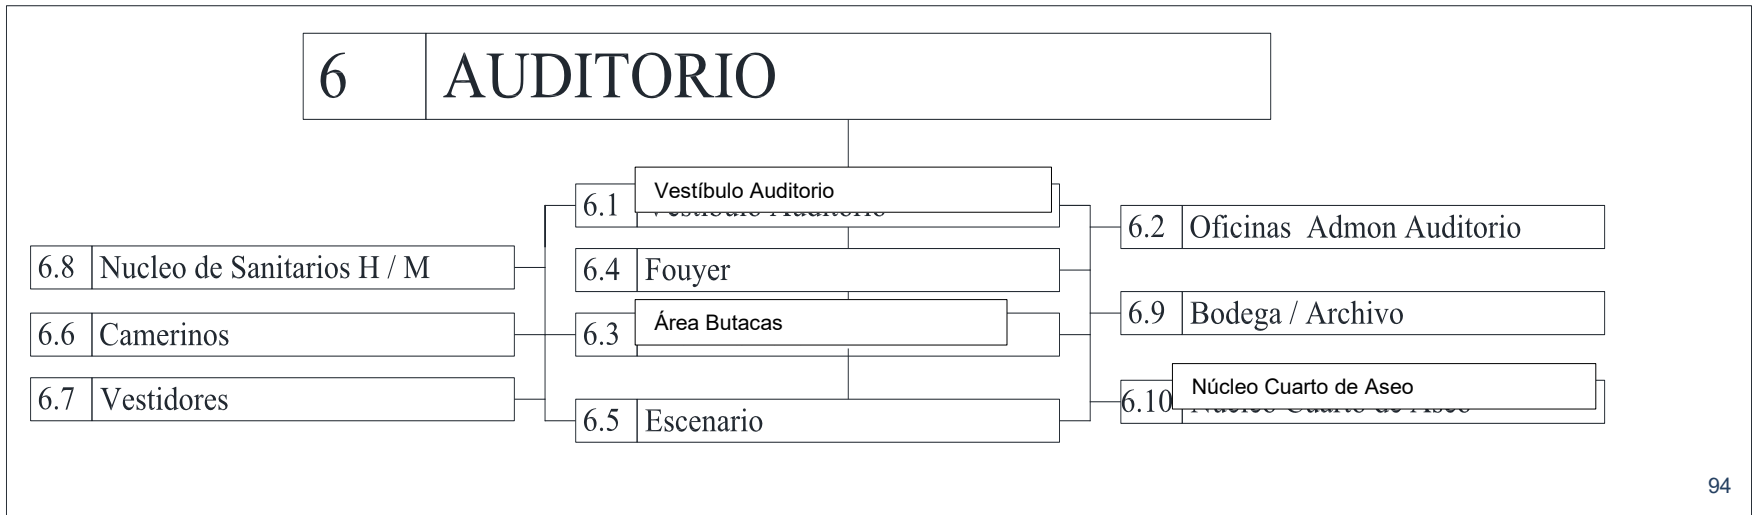 6 AUDITORIO
6.1 Vestíbulo Auditorio
6.2 Oficinas Admon Auditorio
6.8 Nucleo de Sanitarios H / M
6.4 Fouyer
6.9 Bodega / Archivo
6.6 Camerinos
6.3 Área Butacas
6.10 Núcleo Cuarto de Aseo
6.7 Vestidores
6.5 Escenario
94